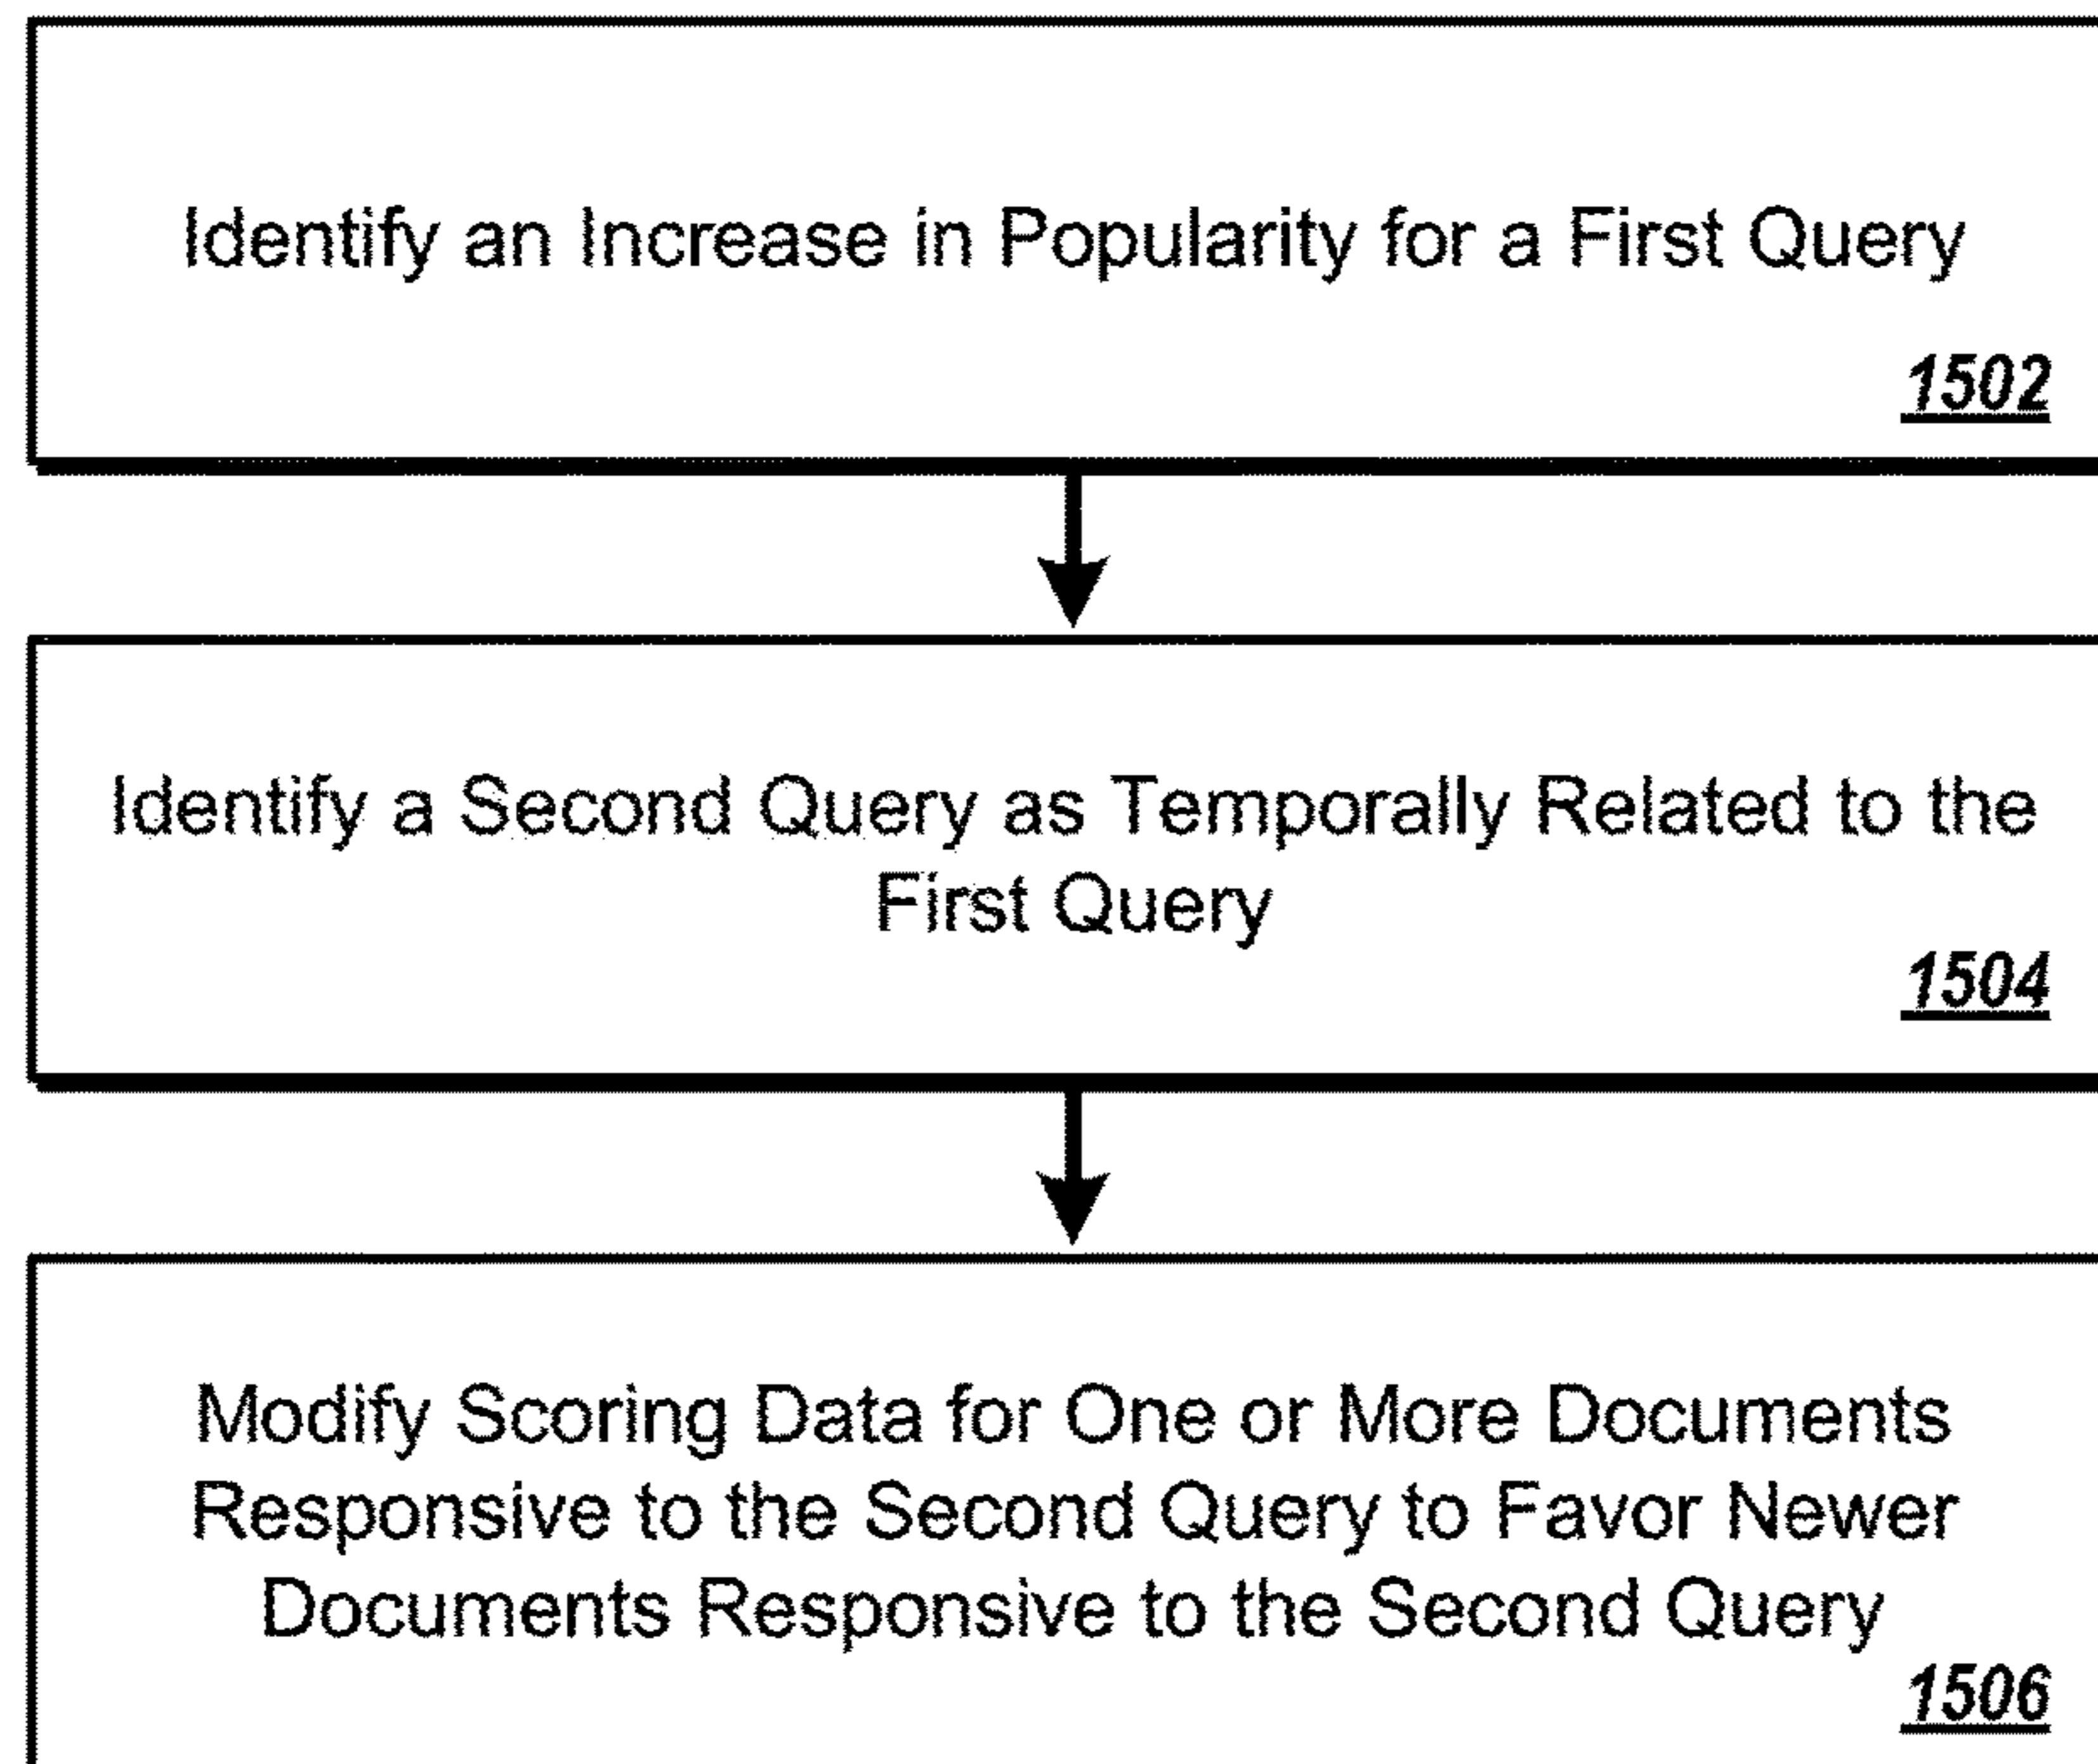 Identify an Increase in Popularity for a First Query
1502
Identify a Second Query as Temporally Related to the
First Query
1504
Modify Scoring Data for One or More Documents
Responsive to the Second Query to Favor Newer
Documents Responsive to the Second Query
1506